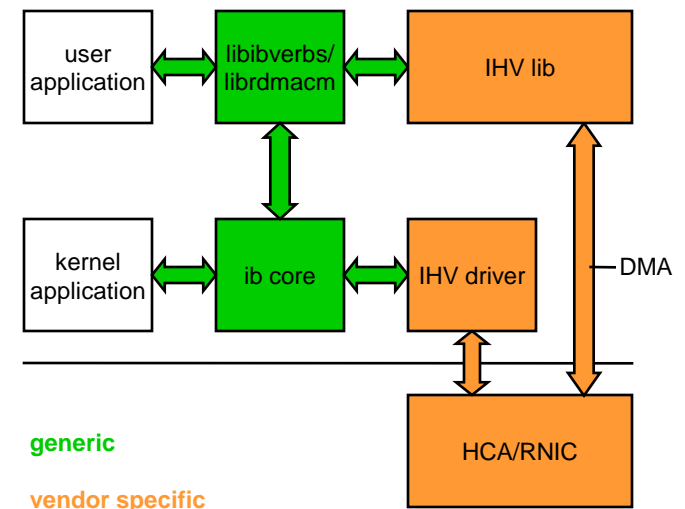 user
application
libibverbs/
librdmacm
IHV lib
kernel
application
ib core
IHV driver
DMA
generic
HCA/RNIC
vendor specific